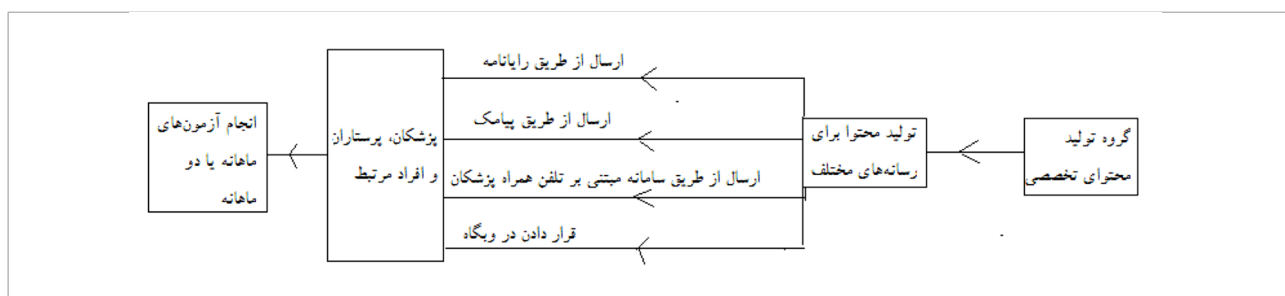 گروه تولید
محتوای تخصصی
تولید محتوا برای
رسانه‌های مختلف
ارسال از طریق رایانامه
ارسال از طریق پیامک
ارسال از طریق سامانه مبتنی بر تلفن همراه پزشکان
قرار دادن در وبگاه
پزشکان، پرستاران
و افراد مرتبط
انجام آزمون‌های
ماهانه یا دو
ماهانه